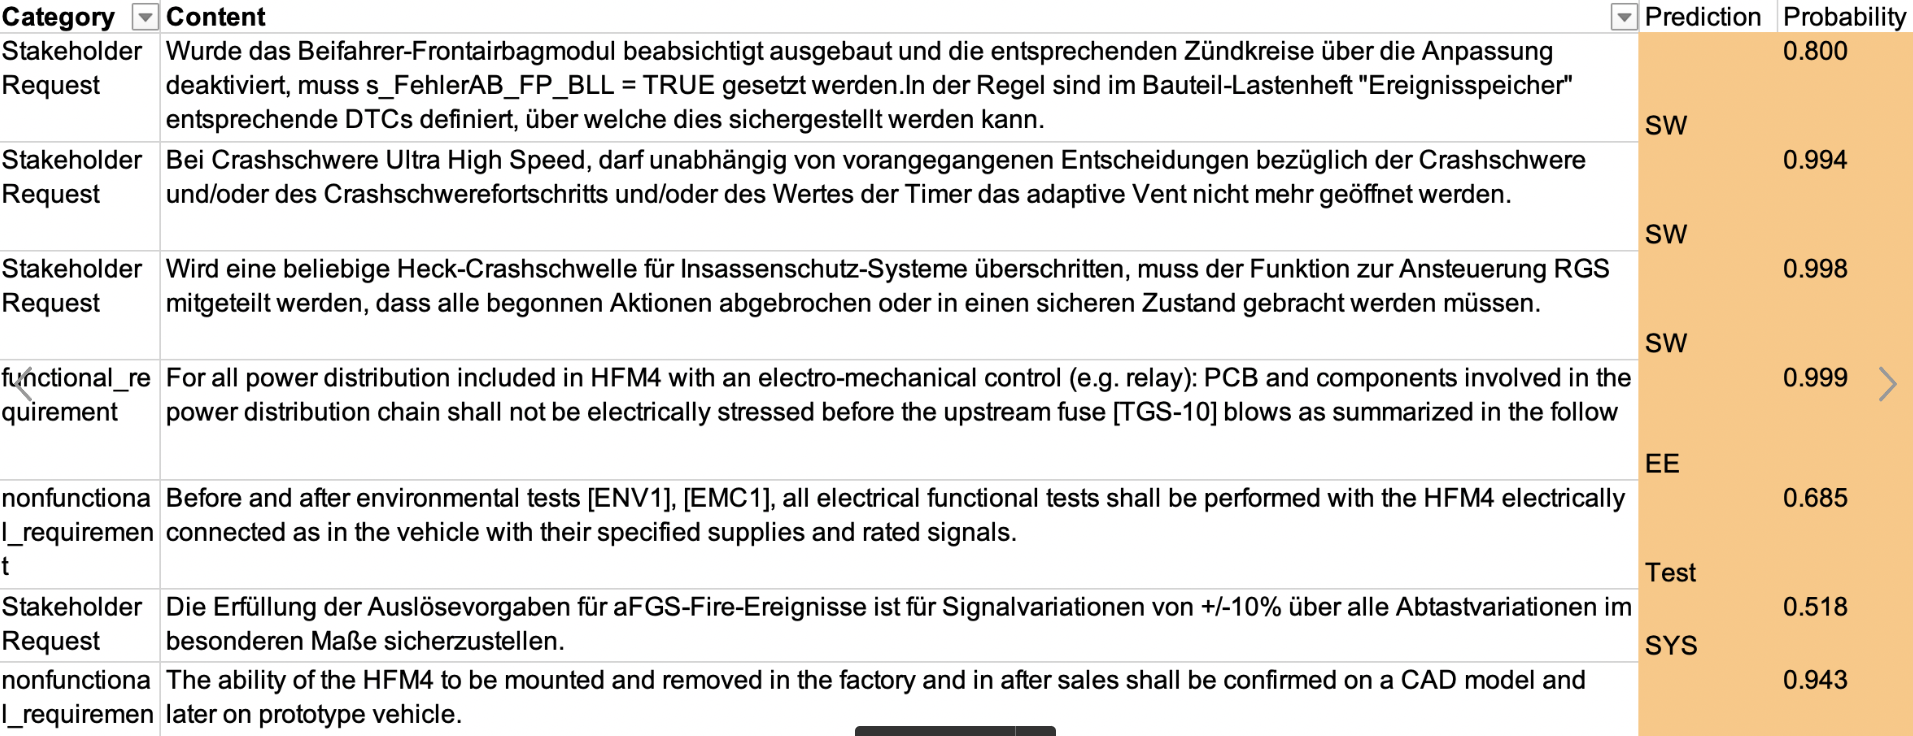 Category Content Prediction Probability
Stakeholder Wurde das Beifahrer-Frontairbagmodul beabsichtigt ausgebaut und die entsprechenden Zündkreise über die Anpassung 0.800
Request deaktiviert, muss s_FehlerAB_FP_BLL = TRUE gesetzt werden.In der Regel sind im Bauteil-Lastenheft "Ereignisspeicher"
entsprechende DTCs definiert, über welche dies sichergestellt werden kann.
SW
Stakeholder Bei Crashschwere Ultra High Speed, darf unabhängig von vorangegangenen Entscheidungen bezüglich der Crashschwere 0.994
Request und/oder des Crashschwerefortschritts und/oder des Wertes der Timer das adaptive Vent nicht mehr geöffnet werden.
SW
Stakeholder Wird eine beliebige Heck-Crashschwelle für Insassenschutz-Systeme überschritten, muss der Funktion zur Ansteuerung RGS 0.998
Request mitgeteilt werden, dass alle begonnen Aktionen abgebrochen oder in einen sicheren Zustand gebracht werden müssen.
SW
functional_re For all power distribution included in HFM4 with an electro-mechanical control (e.g. relay): PCB and components involved in the 0.999
quirement power distribution chain shall not be electrically stressed before the upstream fuse [TGS-10] blows as summarized in the follow
EE
nonfunctiona Before and after environmental tests [ENV1], [EMC1], all electrical functional tests shall be performed with the HFM4 electrically 0.685
l_requiremen connected as in the vehicle with their specified supplies and rated signals.
t
Test
Stakeholder Die Erfüllung der Auslösevorgaben für aFGS-Fire-Ereignisse ist für Signalvariationen von +/-10% über alle Abtastvariationen im 0.518
Request besonderen Maße sicherzustellen.
SYS
nonfunctiona The ability of the HFM4 to be mounted and removed in the factory and in after sales shall be confirmed on a CAD model and 0.943
l_requiremen later on prototype vehicle.